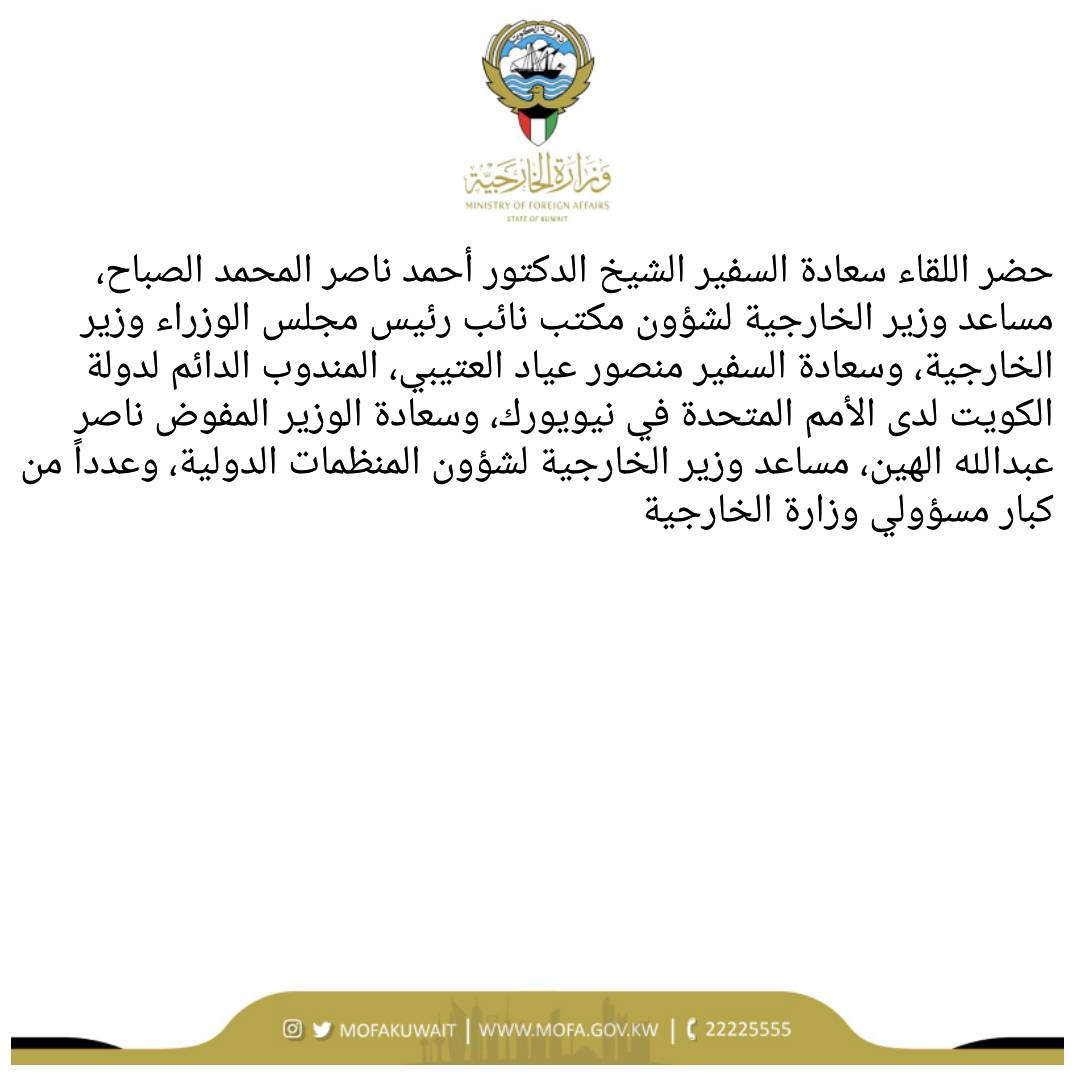 دولة الكويت
وزارة الخارجية
MINISTRY OF FOREIGN AFFAIRS
STATE OF KUWAIT
حضر اللقاء سعادة السفير الشيخ الدكتور أحمد ناصر المحمد الصباح،
مساعد وزير الخارجية لشؤون مكتب نائب رئيس مجلس الوزراء وزير
الخارجية، وسعادة السفير منصور عياد العتيبي، المندوب الدائم لدولة
الكويت لدى الأمم المتحدة في نيويورك، وسعادة الوزير المفوض ناصر
عبدالله الهين، مساعد وزير الخارجية لشؤون المنظمات الدولية، وعدداً من
كبار مسؤولي وزارة الخارجية
MOFAKUWAIT | WWW.MOFA.GOV.KW | 22225555